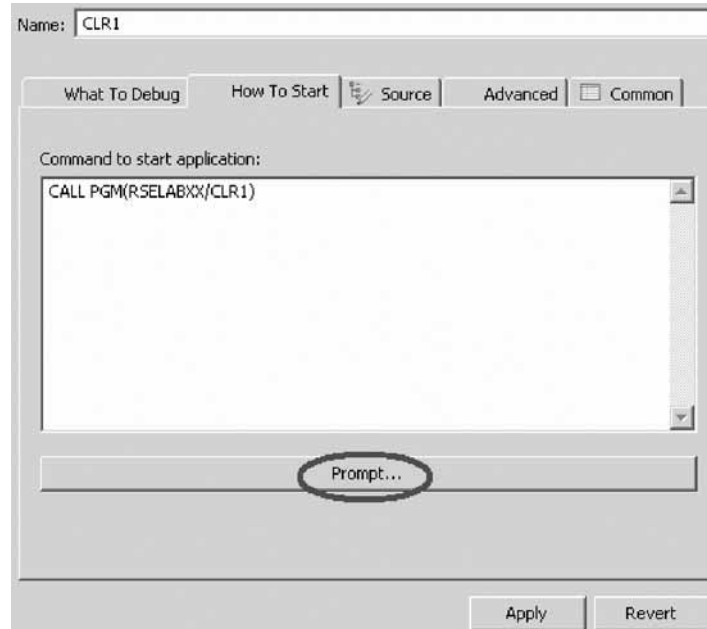 Name: CLR1
What To Debug How To Start Source Advanced Common
Command to start application:
CALL PGM(RSELABXX/CLR1)
Prompt...
Apply Revert